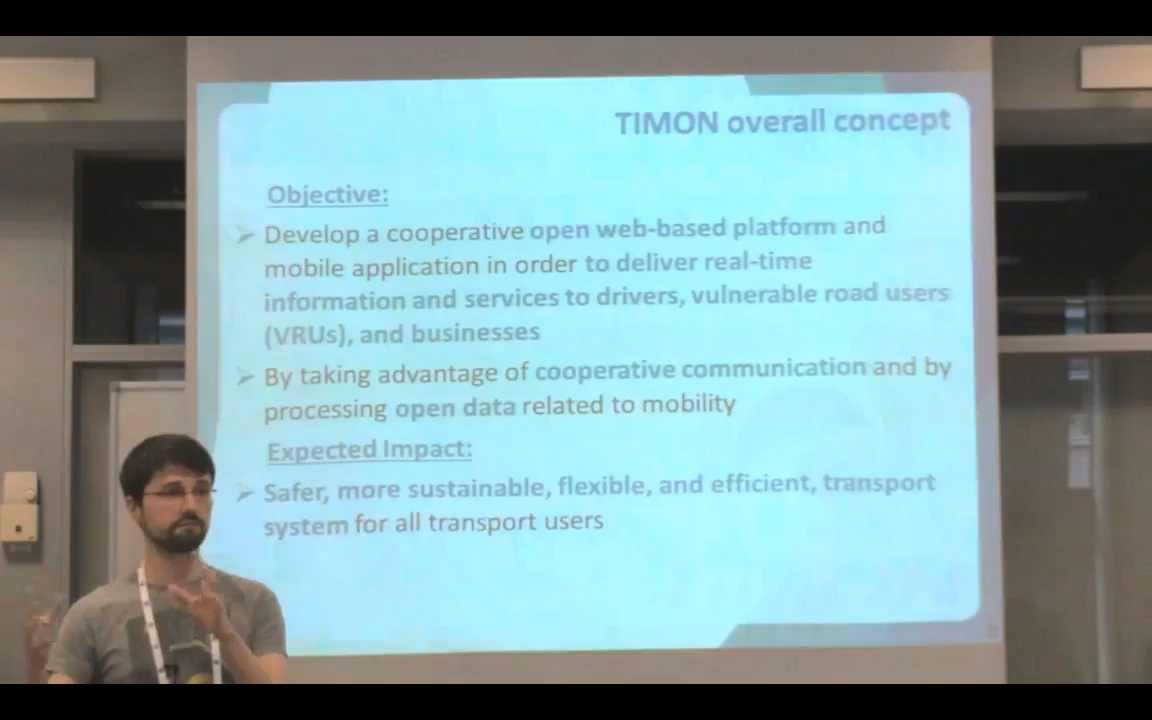 TIMON overall concept
Objective:
Develop a cooperative open web-based platform and
mobile application in order to deliver real-time
information and services to drivers, vulnerable road users
(VRUs), and businesses
By taking advantage of cooperative communication and by
processing open data related to mobility
Expected Impact:
Safer, more sustainable, flexible, and efficient, transport
system for all transport users